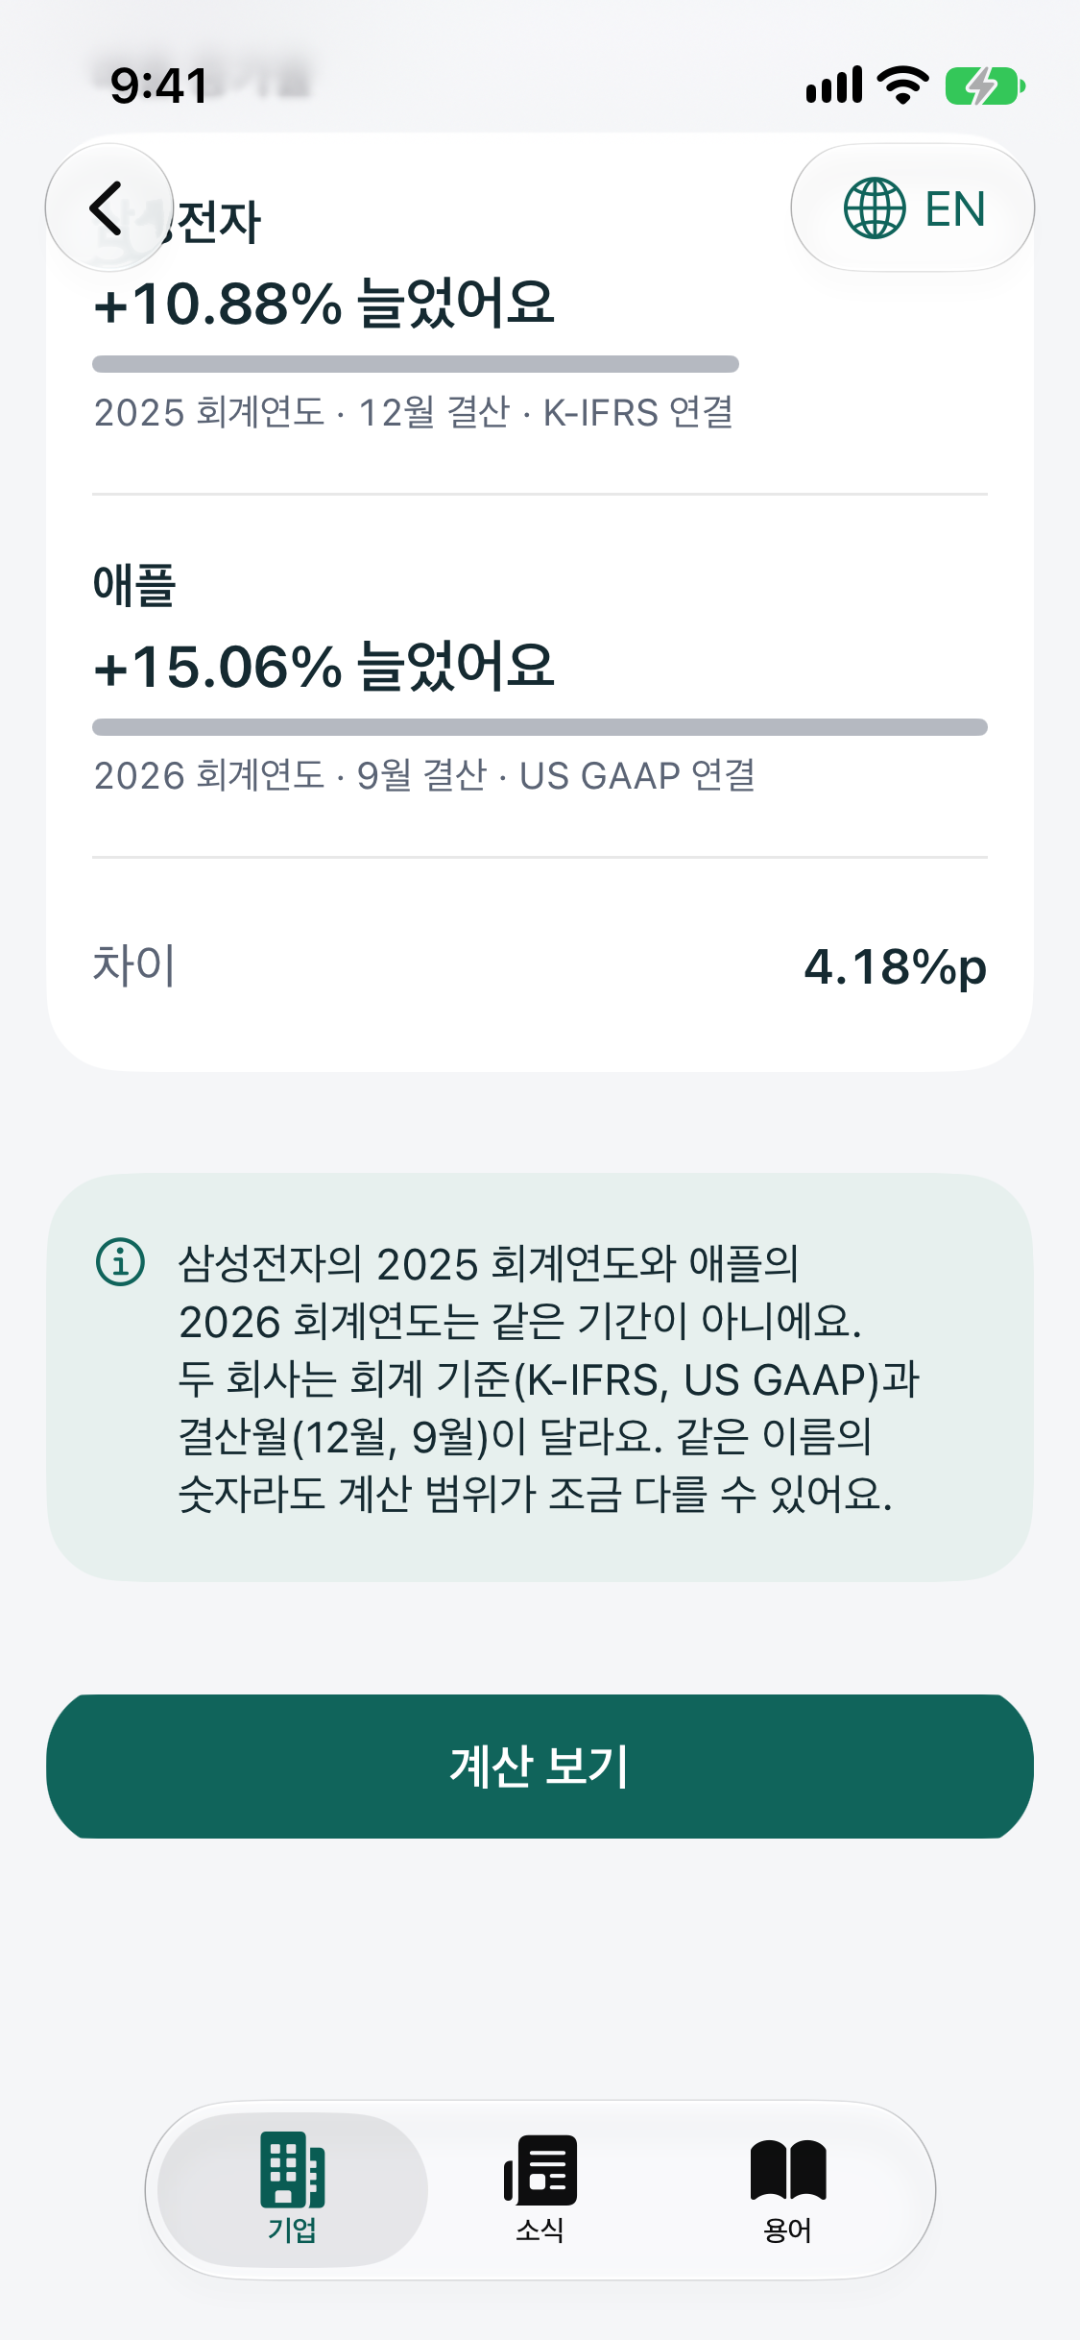 9:41
EN
전자
+10.88% 늘었어요
2025 회계연도 · 12월 결산 · K-IFRS 연결
애플
+15.06% 늘었어요
2026 회계연도 · 9월 결산 · US GAAP 연결
차이 4.18%p
삼성전자의 2025 회계연도와 애플의
2026 회계연도는 같은 기간이 아니에요.
두 회사는 회계 기준(K-IFRS, US GAAP)과
결산월(12월, 9월)이 달라요. 같은 이름의
숫자라도 계산 범위가 조금 다를 수 있어요.
계산 보기
기업
소식
용어